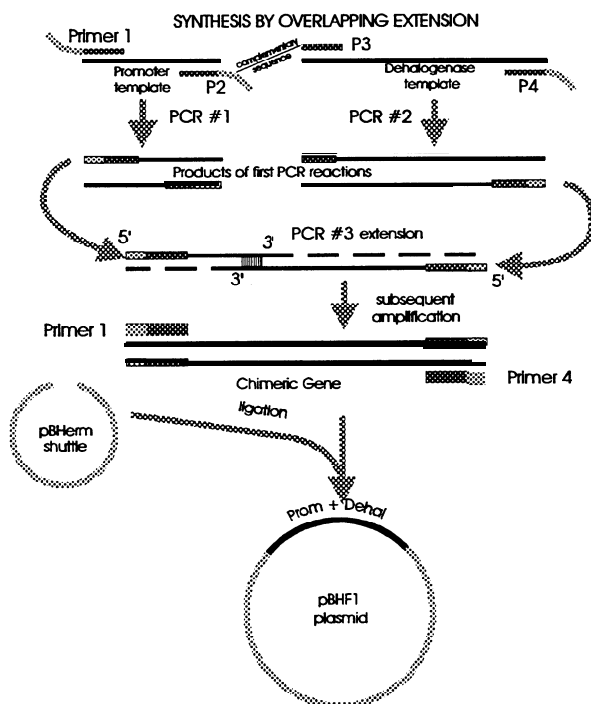 SYNTHESIS BY OVERLAPPING EXTENSION
Primer 1
P3
complementary
sequence
Promoter
template
P2
Dehalogenase
template
P4
PCR #1
PCR #2
Products of first PCR reactions
5'
3'
PCR #3 extension
3'
5'
subsequent
amplification
Primer 1
Primer 4
Chimeric Gene
ligation
pBHerm
shuttle
Prom + Dehal
pBHF1
plasmid